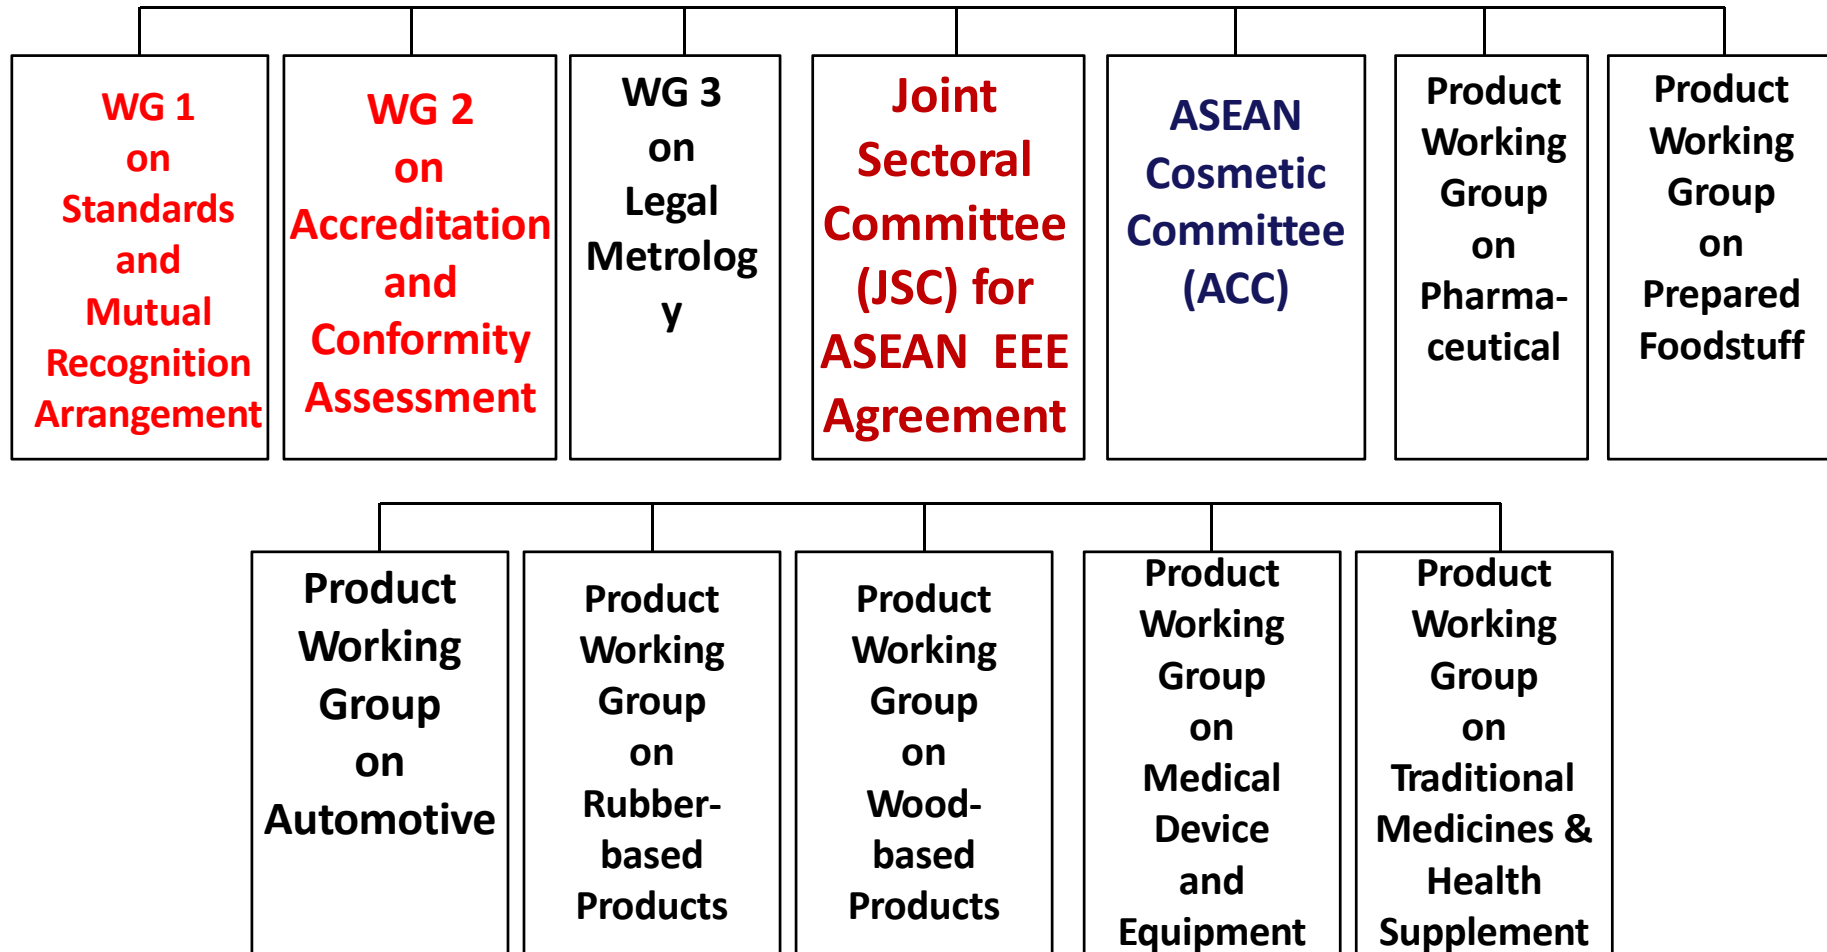 WG 1
on
Standards
and
Mutual
Recognition
Arrangement
WG 2
on
Accreditation
and
Conformity
Assessment
WG 3
on
Legal
Metrolog
y
Joint
Sectoral
Committee
(JSC) for
ASEAN EEE
Agreement
ASEAN
Cosmetic
Committee
(ACC)
Product
Working
Group
on
Pharma-
ceutical
Product
Working
Group
on
Prepared
Foodstuff
Product
Working
Group
on
Automotive
Product
Working
Group
on
Rubber-
based
Products
Product
Working
Group
on
Wood-
based
Products
Product
Working
Group
on
Medical
Device
and
Equipment
Product
Working
Group
on
Traditional
Medicines &
Health
Supplement